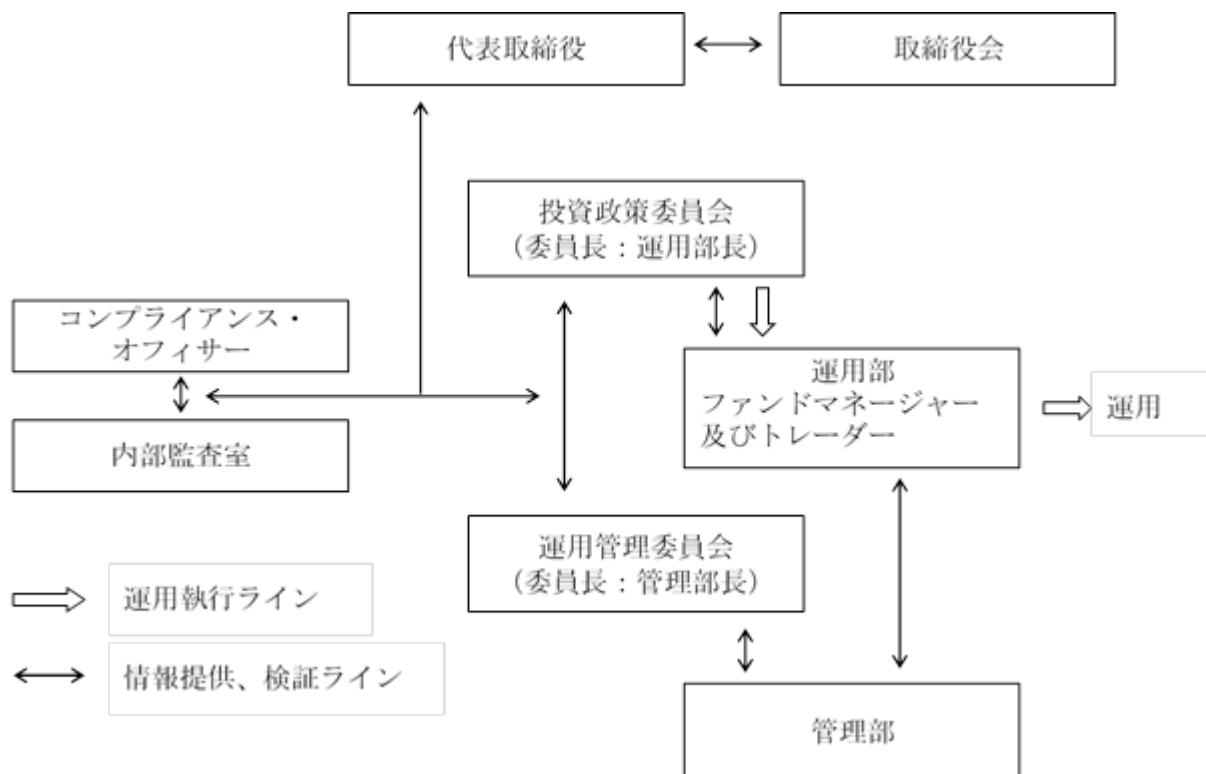 代表取締役
取締役会
投資政策委員会
（委員長：運用部長）
コンプライアンス・
オフィサー
運用部
ファンドマネージャー
及びトレーダー
運用
内部監査室
運用管理委員会
（委員長：管理部長）
運用執行ライン
情報提供、検証ライン
管理部